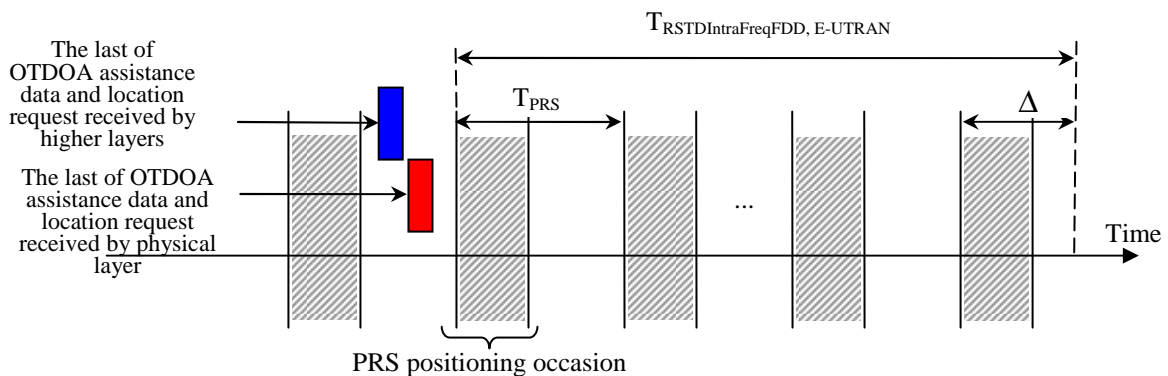 T_RSTDIntraFreqFDD, E-UTRAN
The last of
OTDOA assistance
data and location
request received by
higher layers
T_PRS
Δ
The last of OTDOA
assistance data and
location request
received by physical
layer
...
Time
PRS positioning occasion